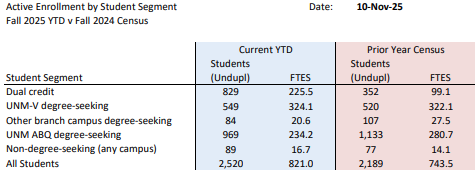 Active Enrollment by Student Segment Date: 10-Nov-25
Fall 2025 YTD v Fall 2024 Census
Current YTD Prior Year Census
Students Students
Student Segment (Undupl) FTES (Undupl) FTES
Dual credit 829 225.5 352 99.1
UNM-V degree-seeking 549 324.1 520 322.1
Other branch campus degree-seeking 84 20.6 107 27.5
UNM ABQ degree-seeking 969 234.2 1,133 280.7
Non-degree-seeking (any campus) 89 16.7 77 14.1
All Students 2,520 821.0 2,189 743.5